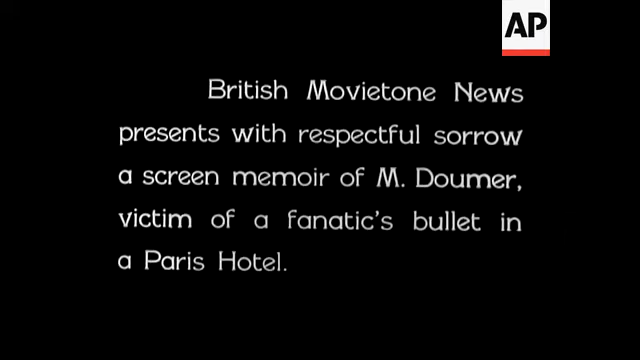 AP
British Movietone News
presents with respectful sorrow
a screen memoir of M. Doumer,
victim of a fanatic's bullet in
a Paris Hotel.